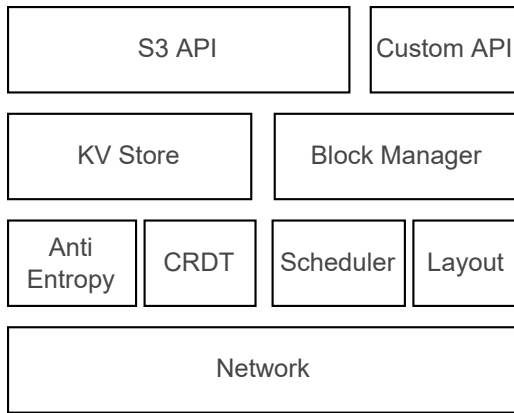 S3 API
Custom API
KV Store
Block Manager
Anti
Entropy
CRDT
Scheduler
Layout
Network